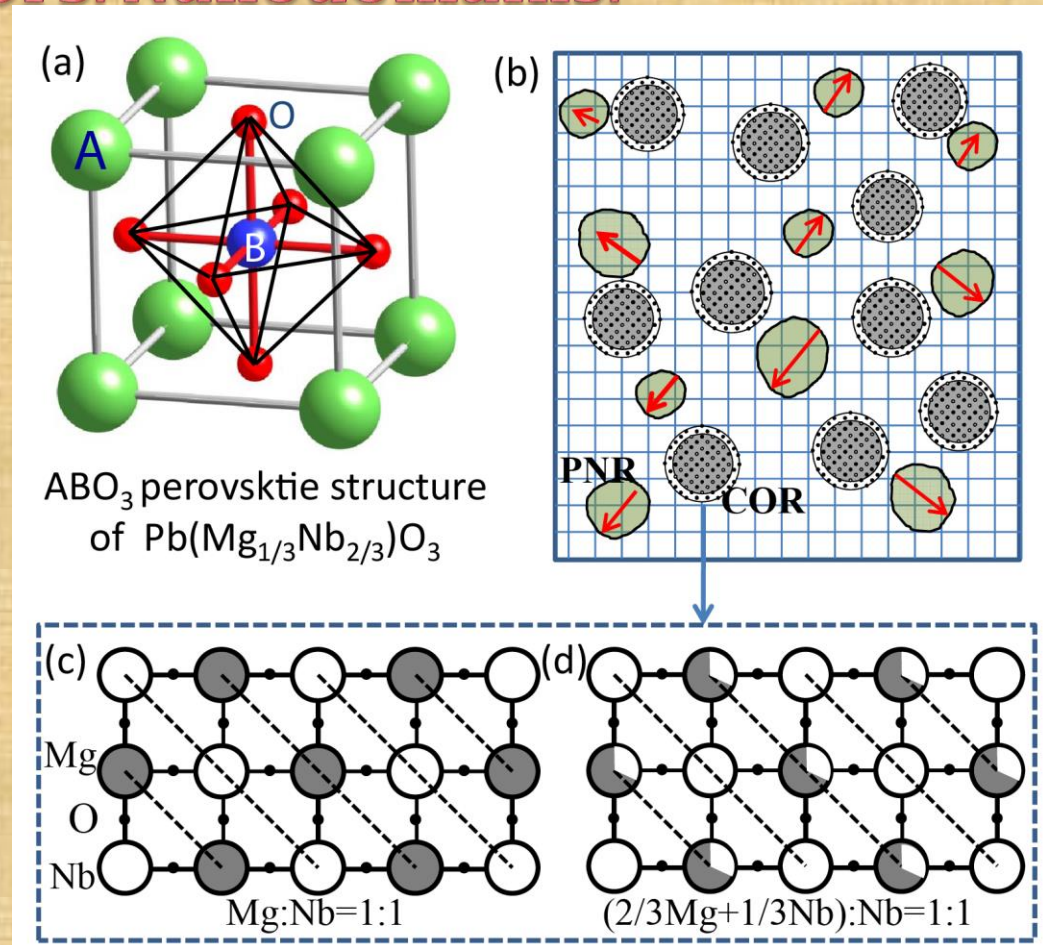 (a)
A
O
B
ABO₃ perovsktie structure
of Pb(Mg₁/₃Nb₂/₃)O₃
(b)
PNR
COR
(c)
Mg
O
Nb
Mg:Nb=1:1
(d)
(2/3Mg+1/3Nb):Nb=1:1